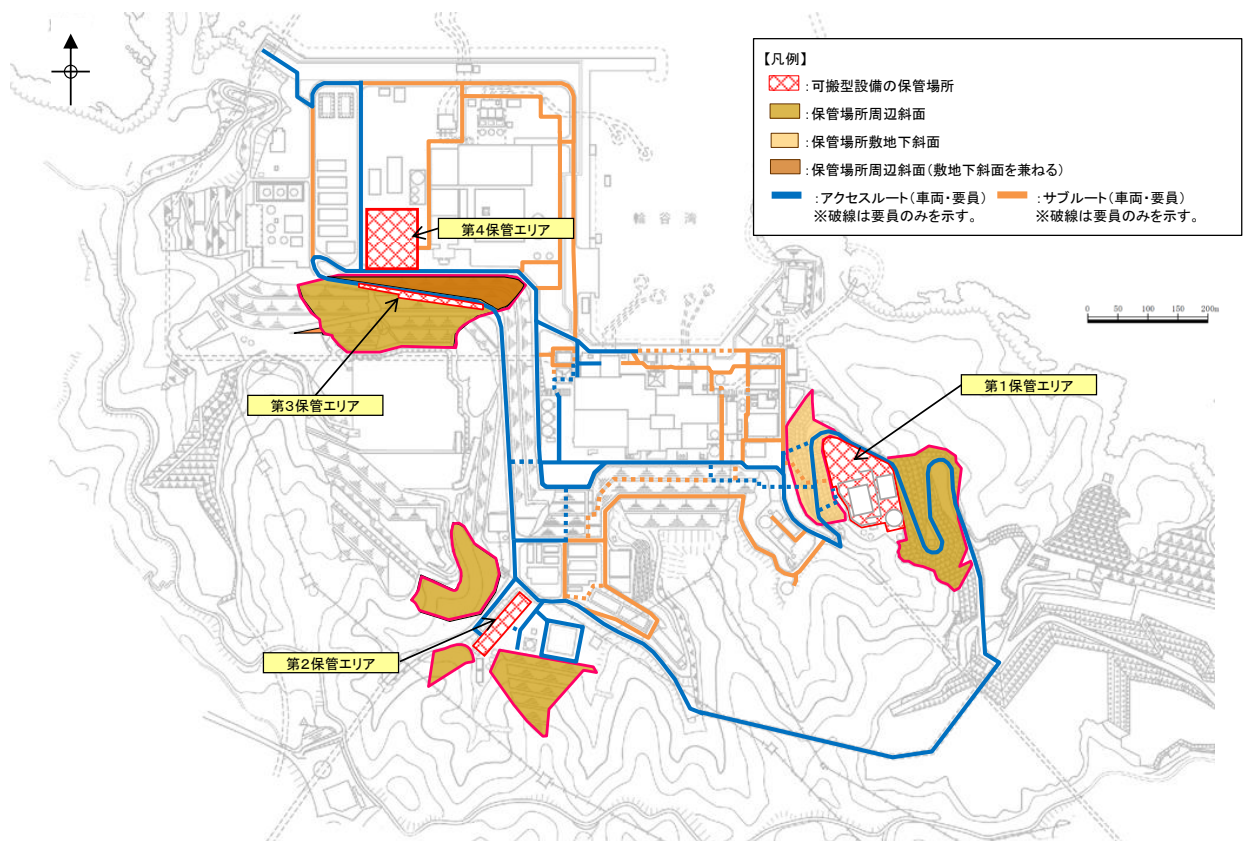 【凡例】
：可搬型設備の保管場所
：保管場所周辺斜面
：保管場所敷地下斜面
：保管場所周辺斜面(敷地下斜面を兼ねる)
：アクセスルート(車両・要員)
※破線は要員のみを示す。
：サブルート(車両・要員)
※破線は要員のみを示す。
輪谷湾
第4保管エリア
0 50 100 150 200m
第3保管エリア
第1保管エリア
第2保管エリア